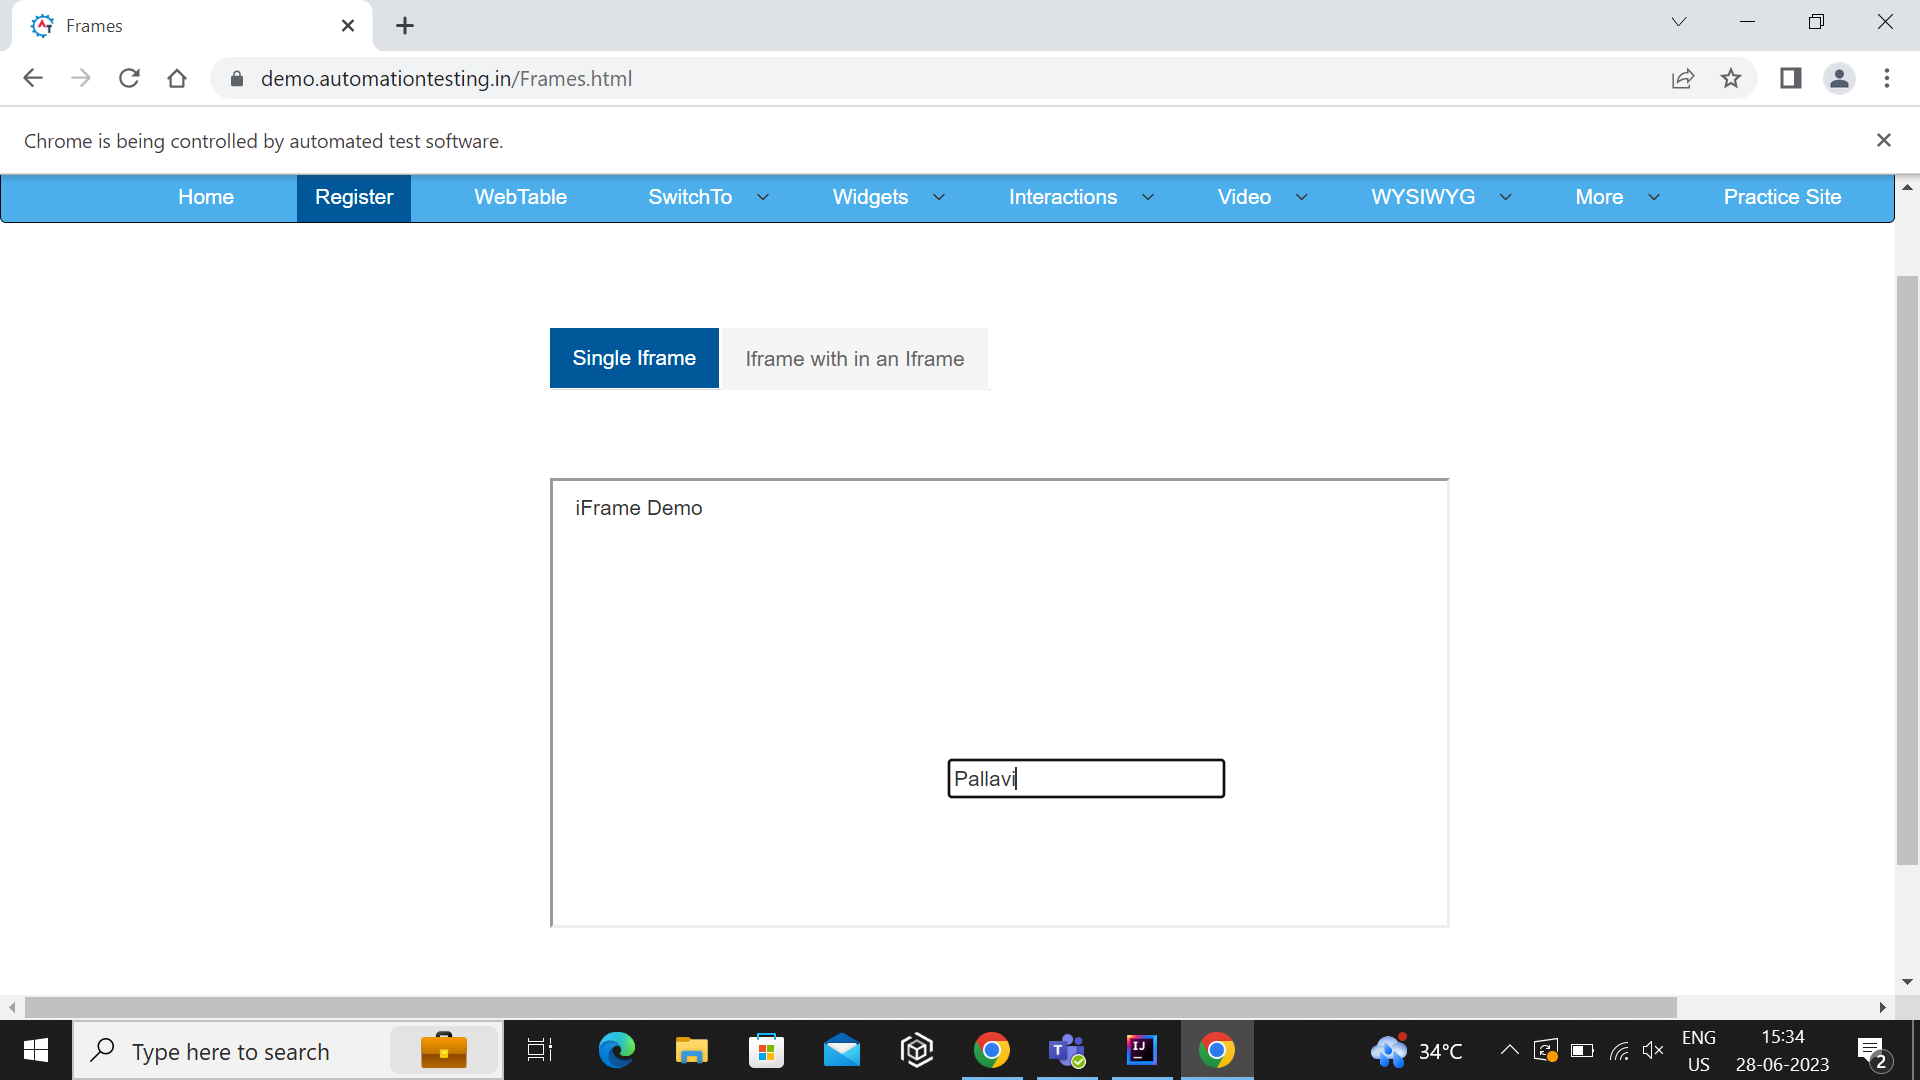 Frames
demo.automationtesting.in/Frames.html
Chrome is being controlled by automated test software.
Home Register WebTable SwitchTo Widgets Interactions Video WYSIWYG More Practice Site
Single Iframe Iframe with in an Iframe
iFrame Demo
Pallavi
Type here to search
34°C
ENG
US
15:34
28-06-2023
2